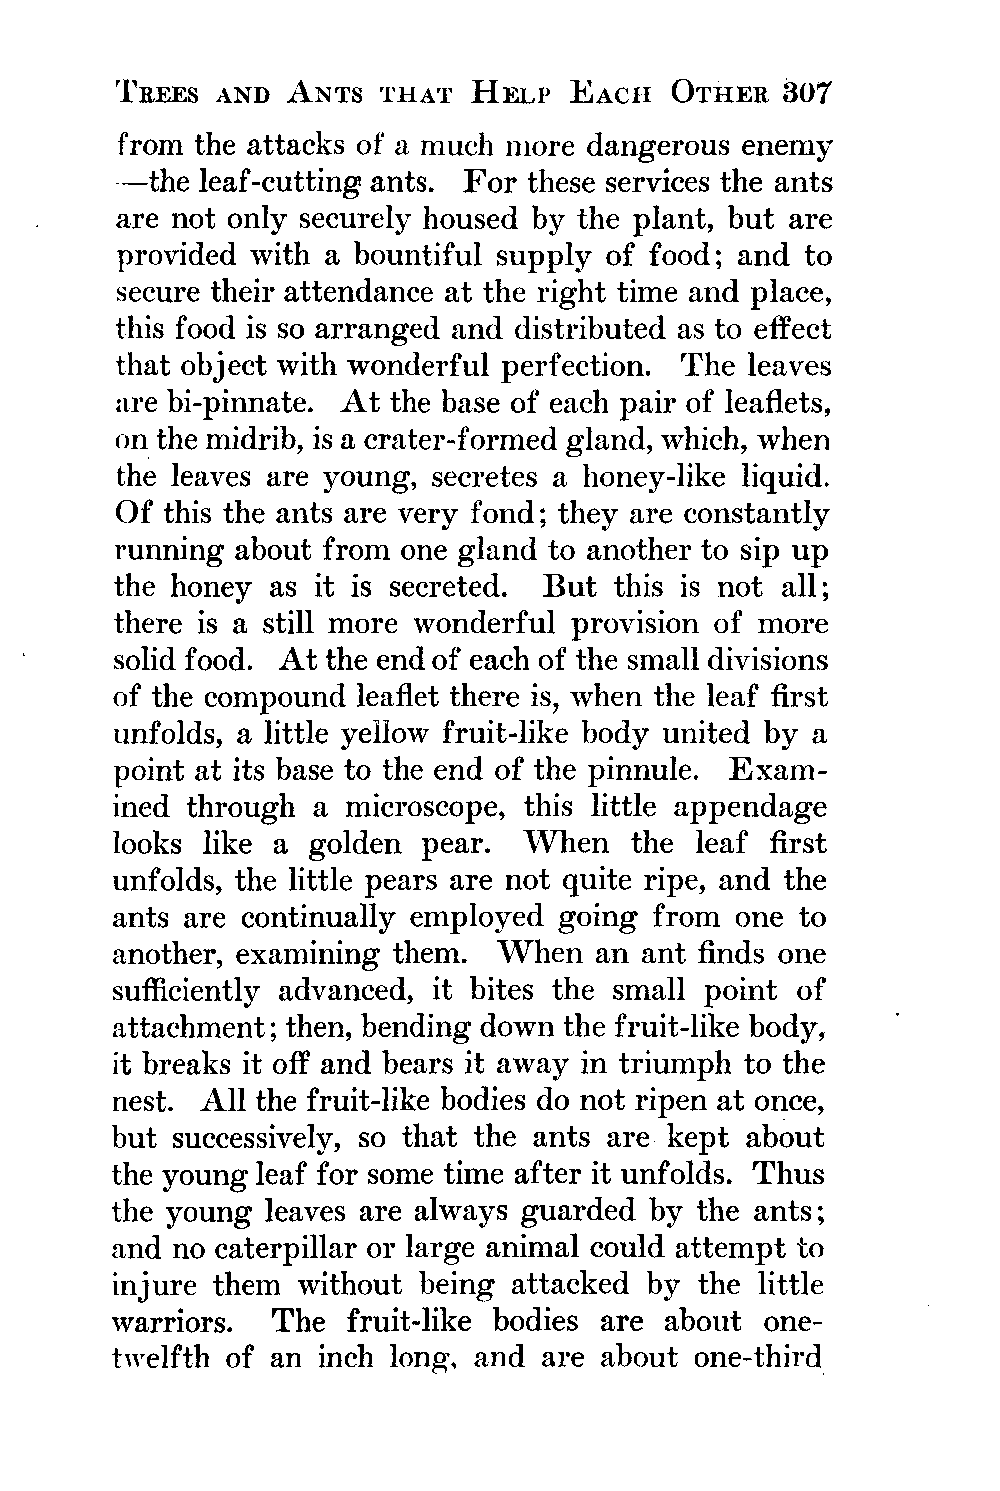 Trees and Ants that Help Each Other 307
from the attacks of a much more dangerous enemy
—the leaf-cutting ants. For these services the ants
are not only securely housed by the plant, but are
provided with a bountiful supply of food; and to
secure their attendance at the right time and place,
this food is so arranged and distributed as to effect
that object with wonderful perfection. The leaves
are bi-pinnate. At the base of each pair of leaflets,
on the midrib, is a crater-formed gland, which, when
the leaves are young, secretes a honey-like liquid.
Of this the ants are very fond; they are constantly
running about from one gland to another to sip up
the honey as it is secreted. But this is not all;
there is a still more wonderful provision of more
solid food. At the end of each of the small divisions
of the compound leaflet there is, when the leaf first
unfolds, a little yellow fruit-like body united by a
point at its base to the end of the pinnule. Exam-
ined through a microscope, this little appendage
looks like a golden pear. When the leaf first
unfolds, the little pears are not quite ripe, and the
ants are continually employed going from one to
another, examining them. When an ant finds one
sufficiently advanced, it bites the small point of
attachment; then, bending down the fruit-like body,
it breaks it off and bears it away in triumph to the
nest. All the fruit-like bodies do not ripen at once,
but successively, so that the ants are kept about
the young leaf for some time after it unfolds. Thus
the young leaves are always guarded by the ants;
and no caterpillar or large animal could attempt to
injure them without being attacked by the little
warriors. The fruit-like bodies are about one-
twelfth of an inch long, and are about one-third